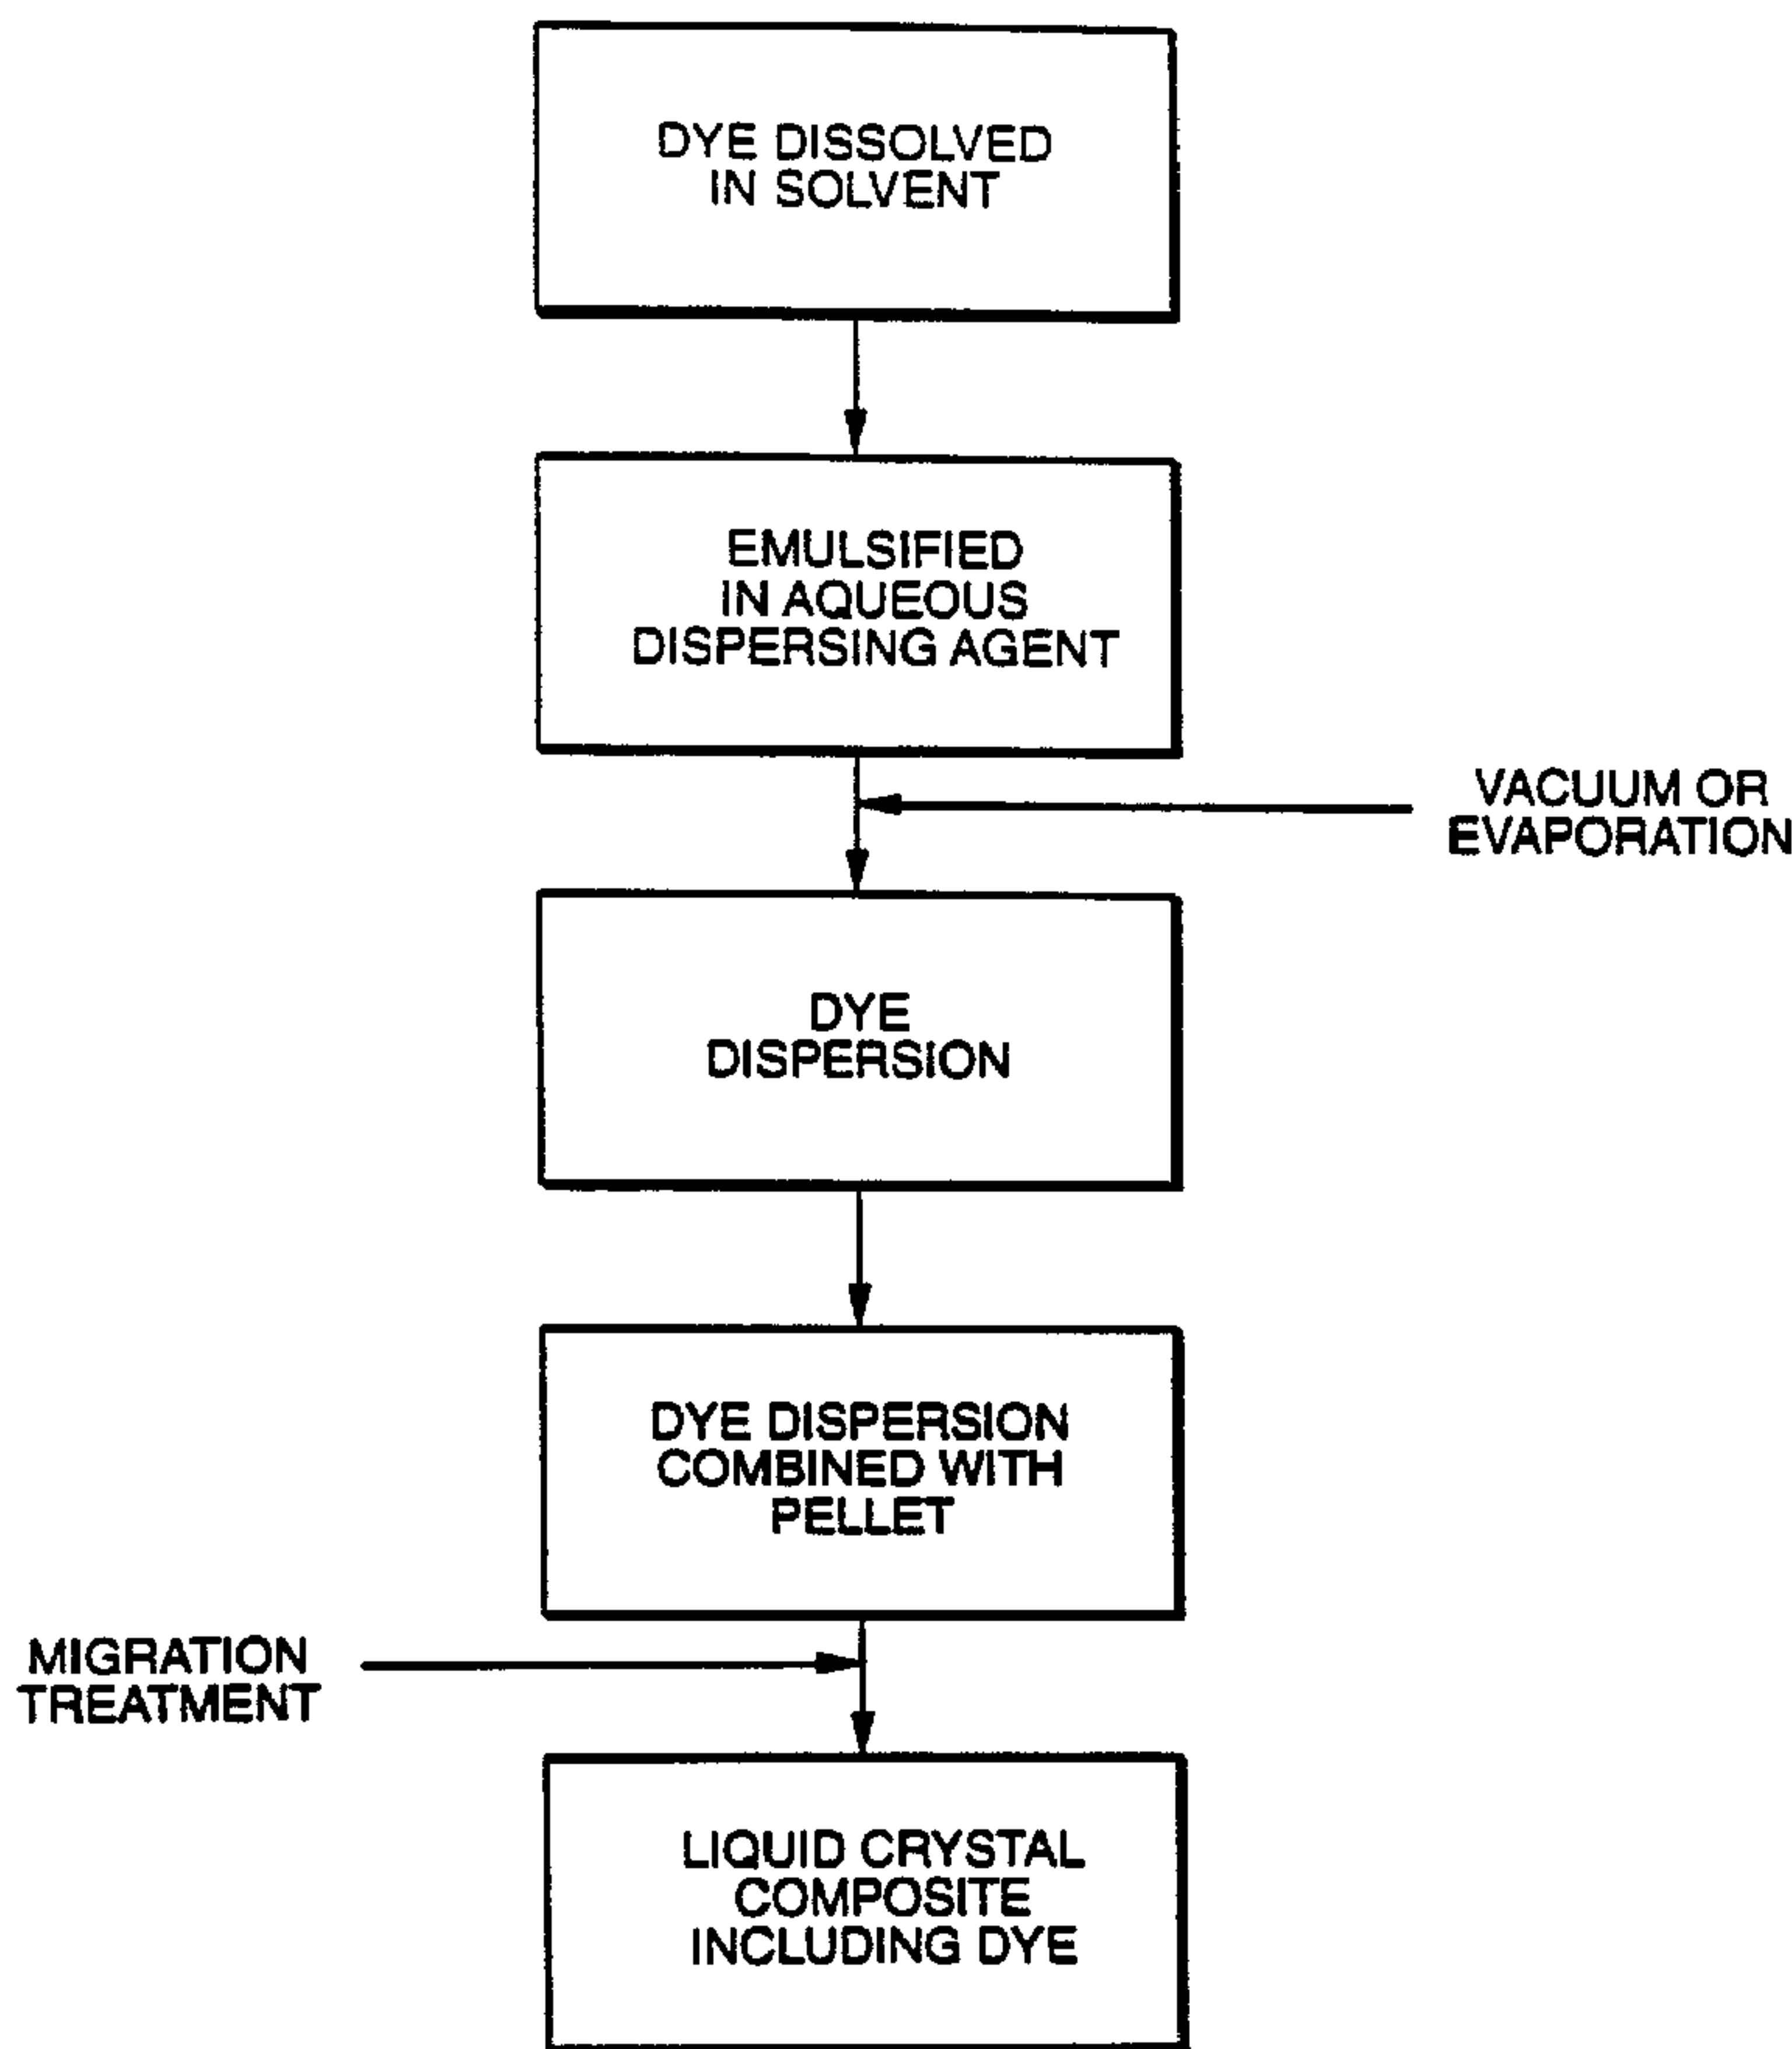 DYE DISSOLVED
IN SOLVENT
EMULSIFIED
IN AQUEOUS
DISPERSING AGENT
VACUUM OR
EVAPORATION
DYE
DISPERSION
DYE DISPERSION
COMBINED WITH
PELLET
MIGRATION
TREATMENT
LIQUID CRYSTAL
COMPOSITE
INCLUDING DYE